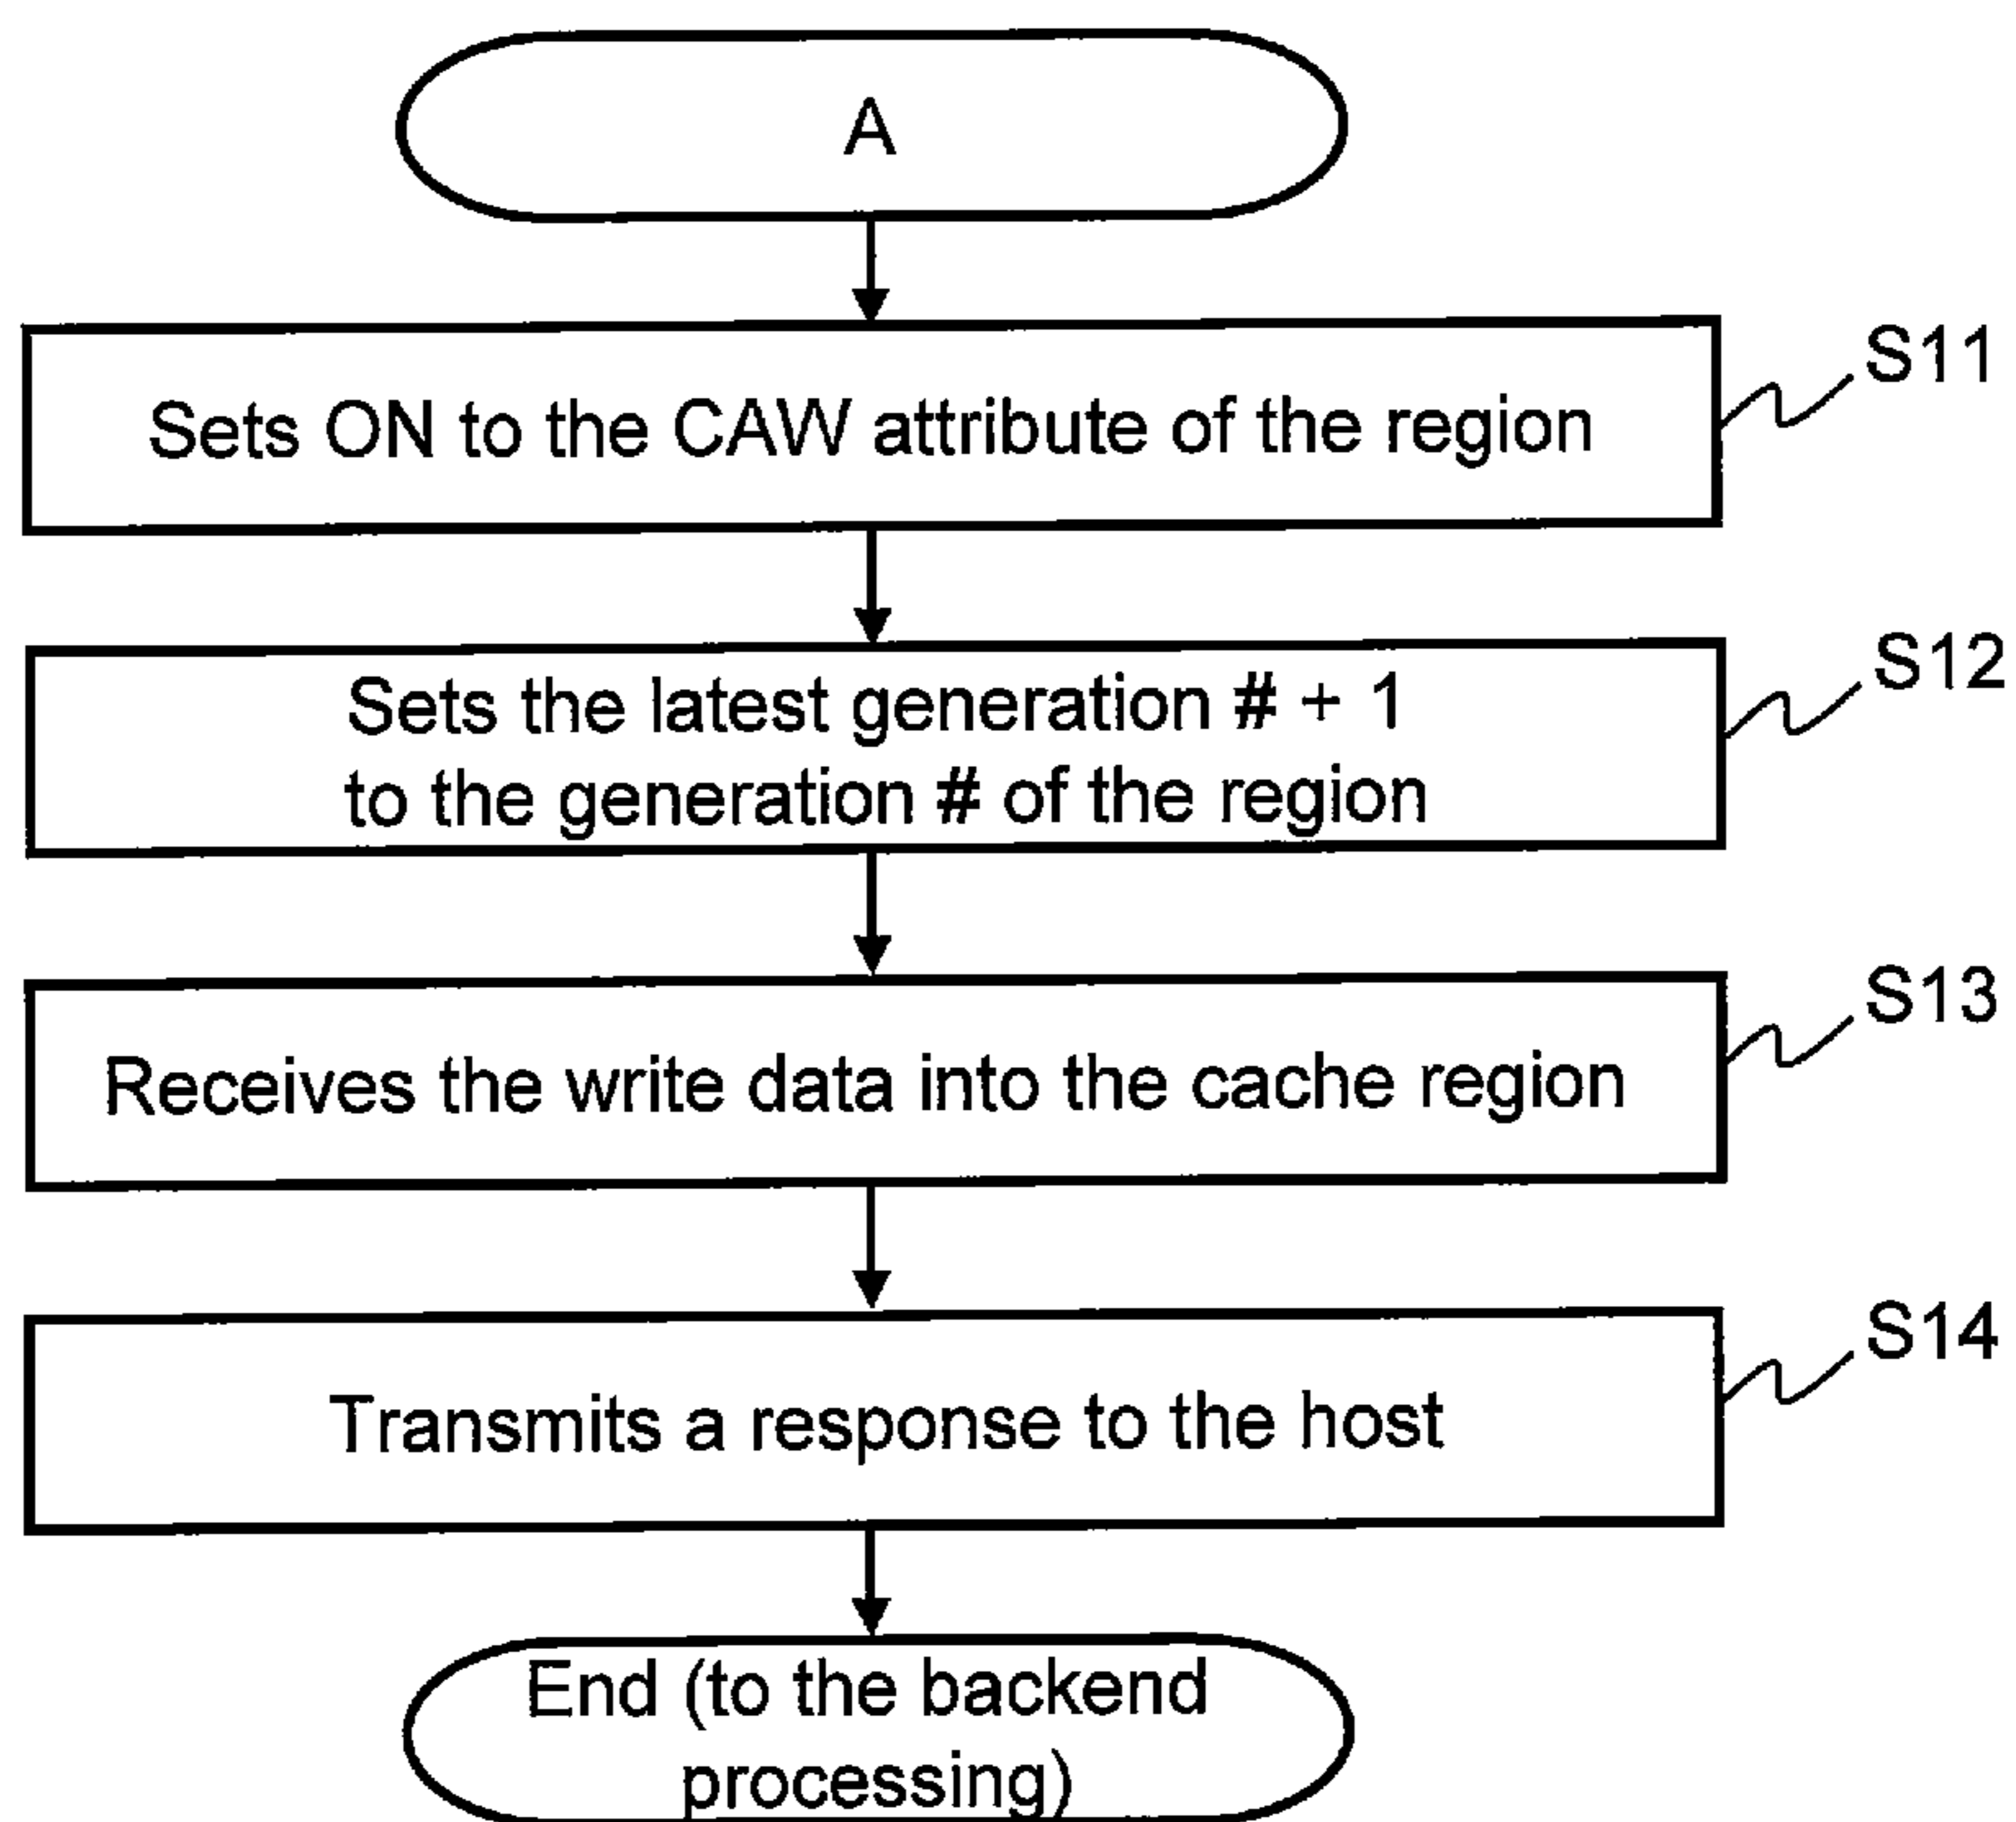 A
Sets ON to the CAW attribute of the region
S11
Sets the latest generation # + 1
to the generation # of the region
S12
Receives the write data into the cache region
S13
Transmits a response to the host
S14
End (to the backend
processing)